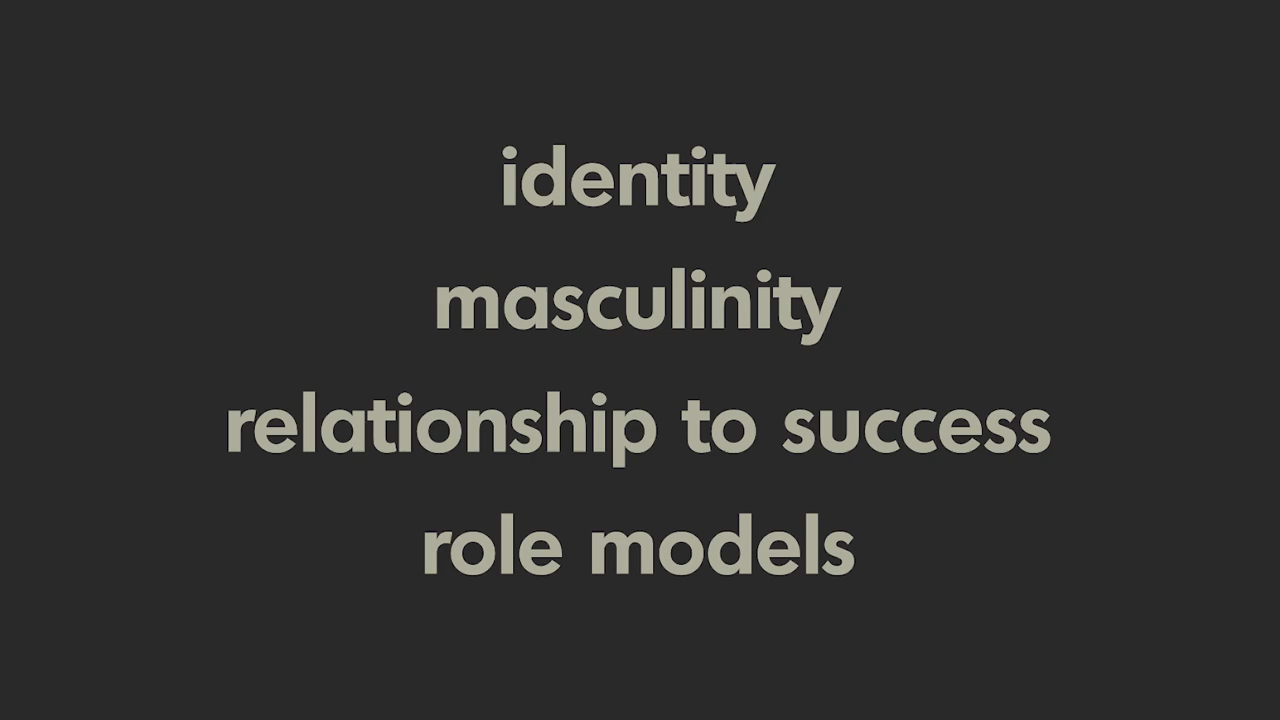 identity
masculinity
relationship to success
role models